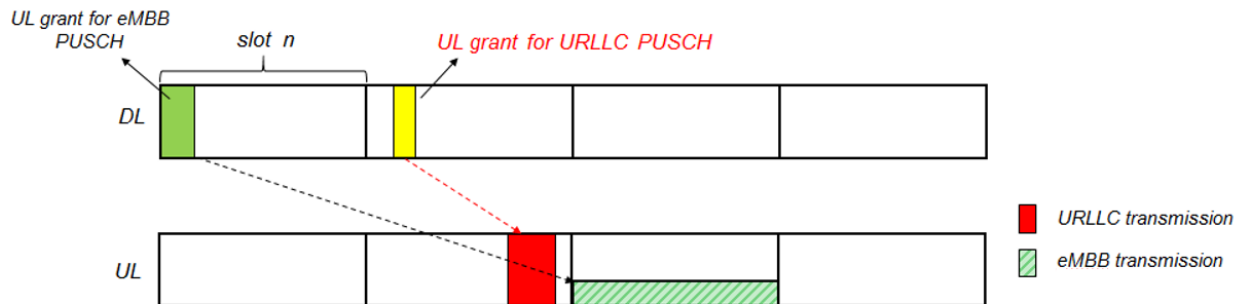 UL grant for eMBB
PUSCH
slot n
UL grant for URLLC PUSCH
DL
UL
URLLC transmission
eMBB transmission